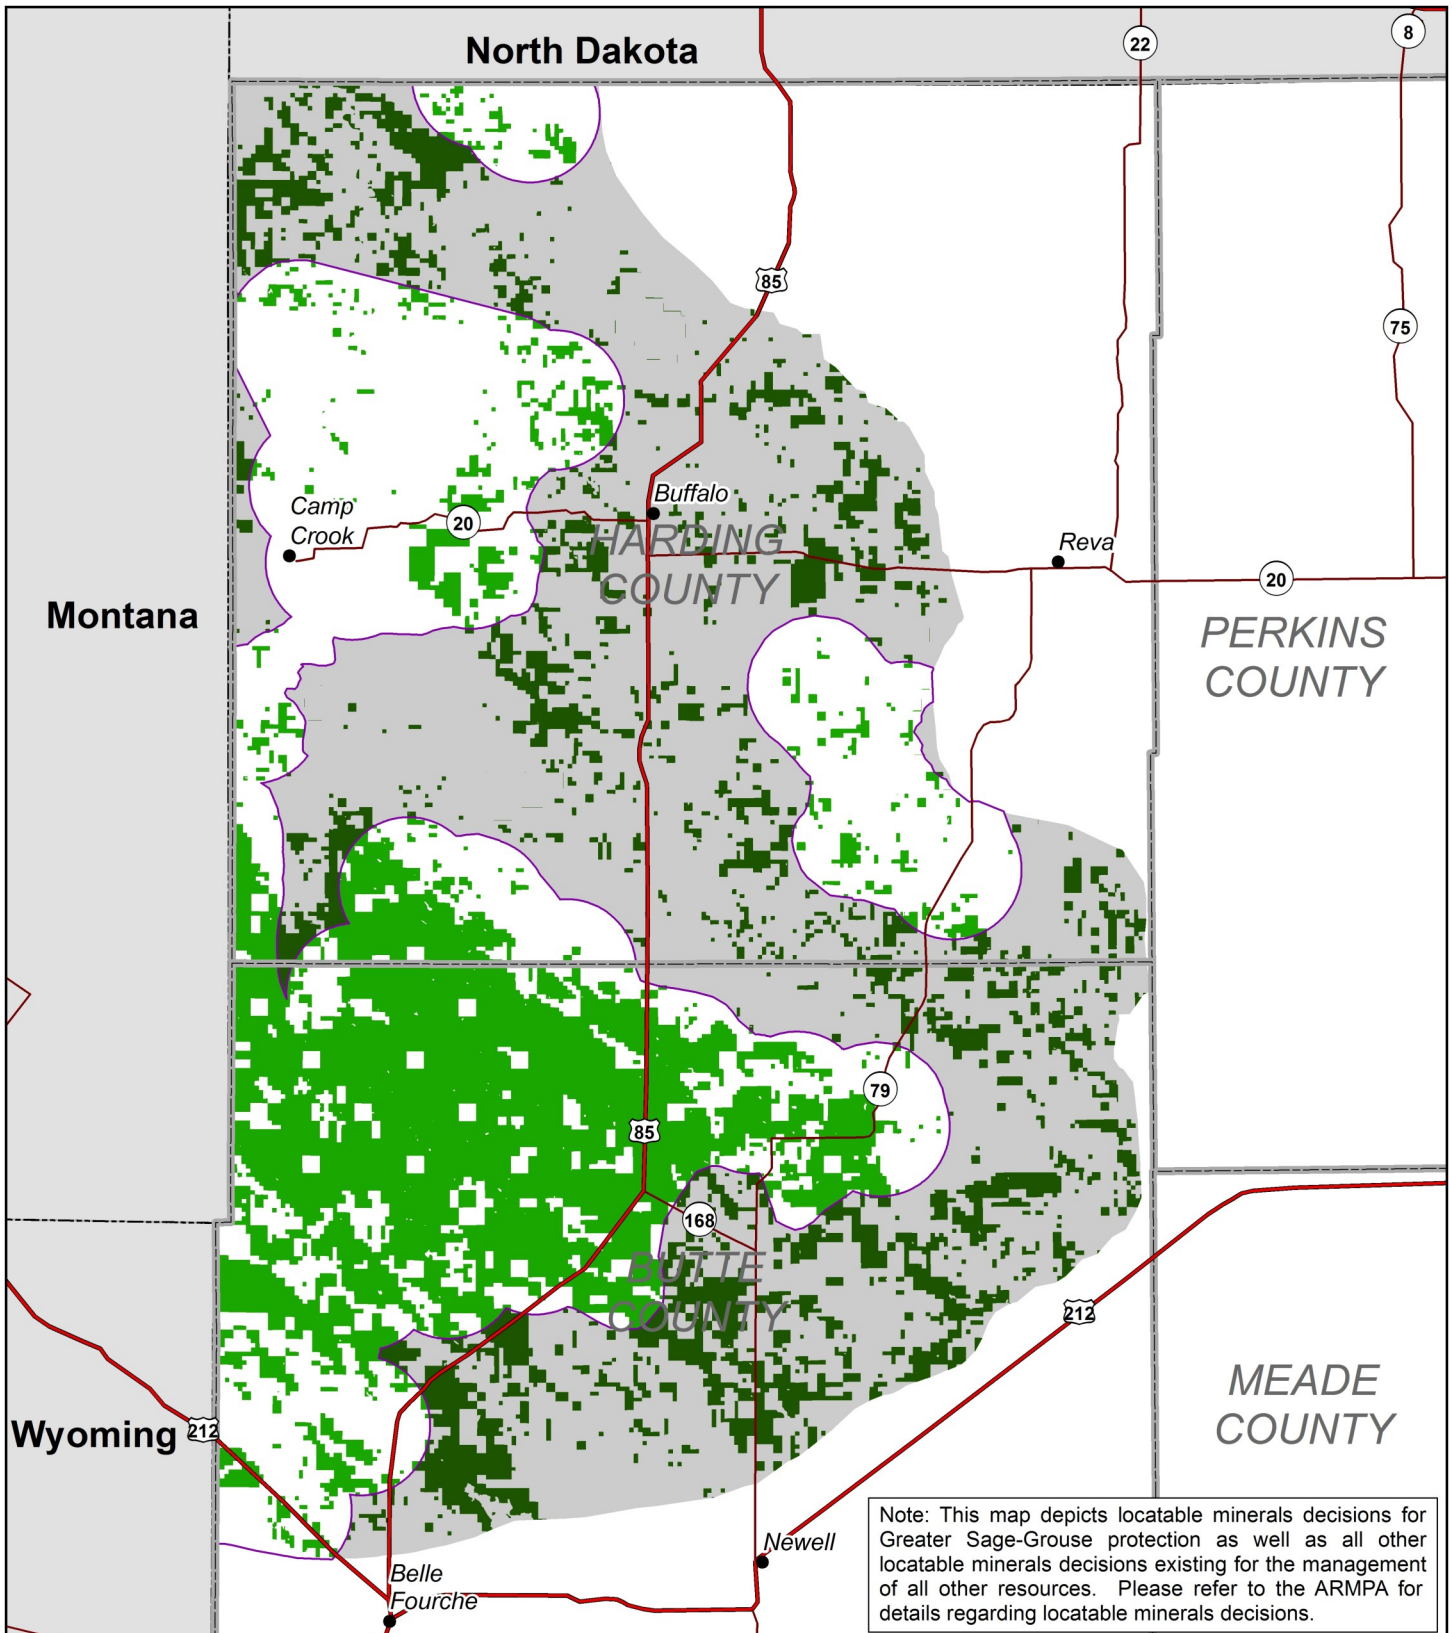 North Dakota
22
8
85
75
Buffalo
Camp
Crook
20
HARDING
COUNTY
Reva
20
Montana
PERKINS
COUNTY
79
85
168
BUTTE
COUNTY
212
MEADE
COUNTY
Wyoming
212
Note: This map depicts locatable minerals decisions for
Greater Sage-Grouse protection as well as all other
locatable minerals decisions existing for the management
of all other resources. Please refer to the ARMPA for
details regarding locatable minerals decisions.
Newell
Belle
Fourche